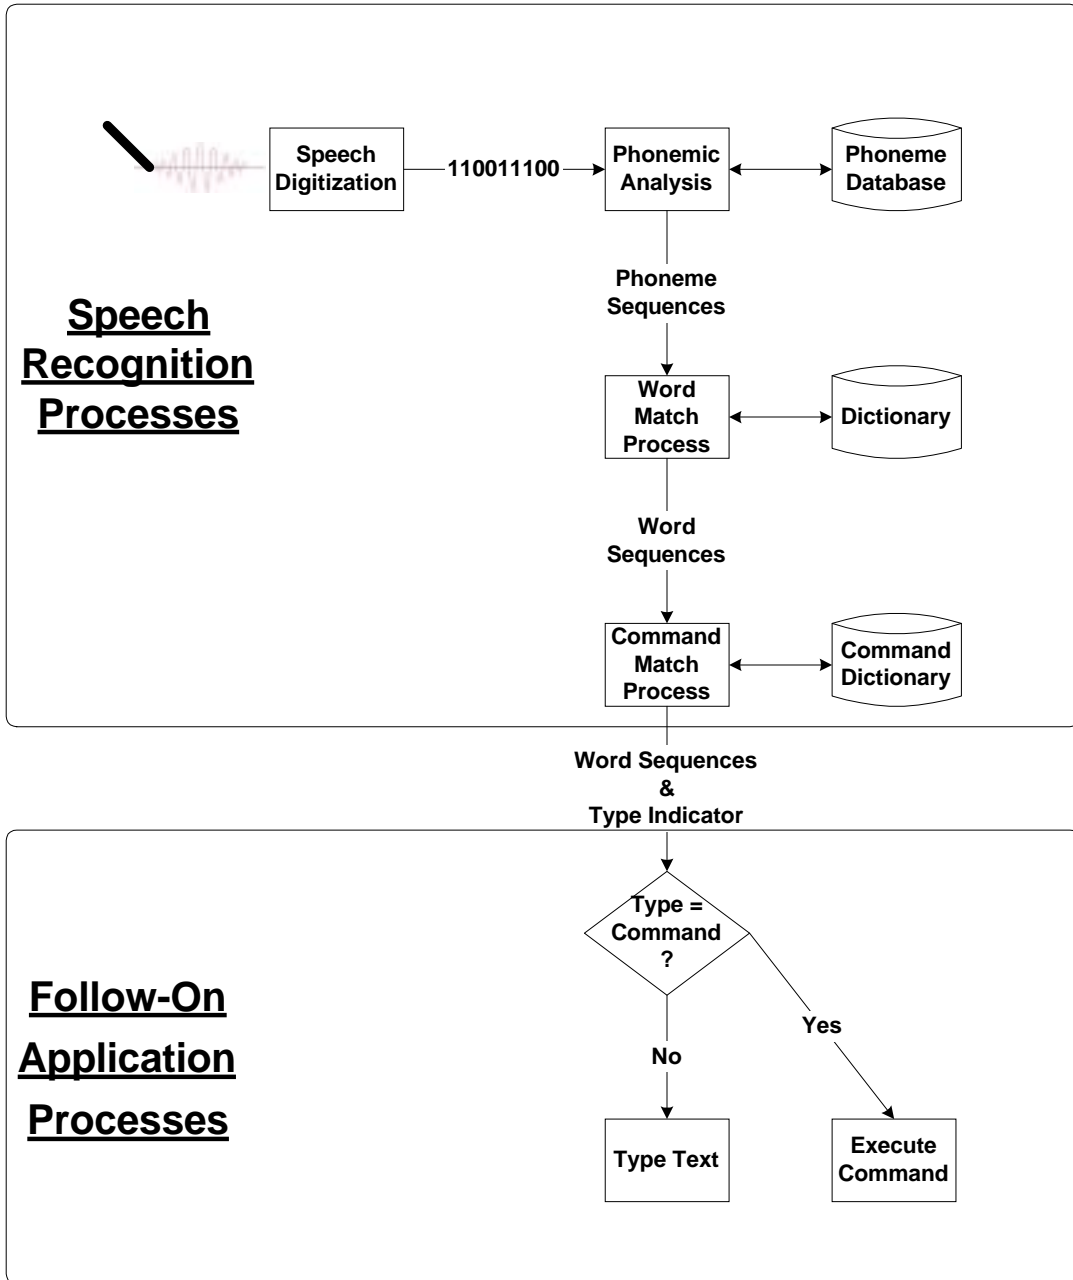 Speech
Digitization
110011100
Phonemic
Analysis
Phoneme
Database
Phoneme
Sequences
Speech
Recognition
Processes
Word
Match
Process
Dictionary
Word
Sequences
Command
Match
Process
Command
Dictionary
Word Sequences
&
Type Indicator
Type =
Command
?
Follow-On
Application
Processes
Yes
No
Type Text
Execute
Command